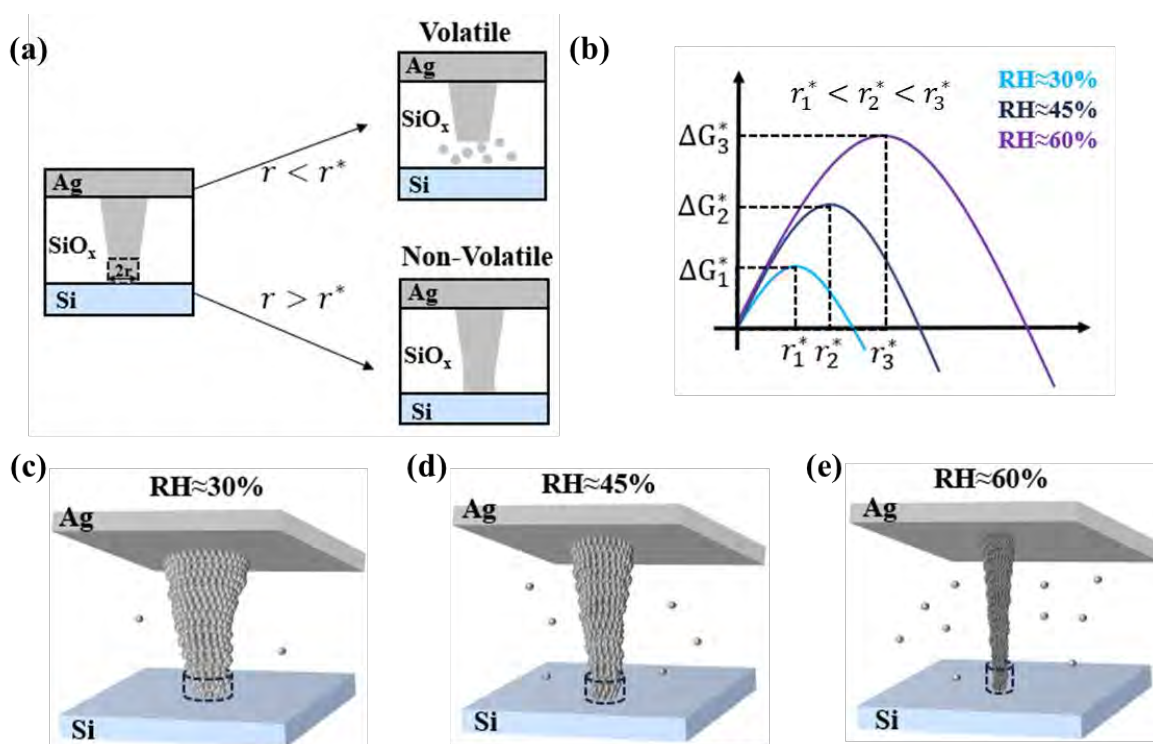 (a)
Volatile
Ag
SiOx
Si
Ag
SiOx
2r
Si
r < r*
r > r*
Non-Volatile
Ag
SiOx
Si
(b)
r₁* < r₂* < r₃*
RH≈30%
RH≈45%
RH≈60%
ΔG₃*
ΔG₂*
ΔG₁*
r₁* r₂* r₃*
(c)
RH≈30%
Ag
Si
(d)
RH≈45%
Ag
Si
(e)
RH≈60%
Ag
Si